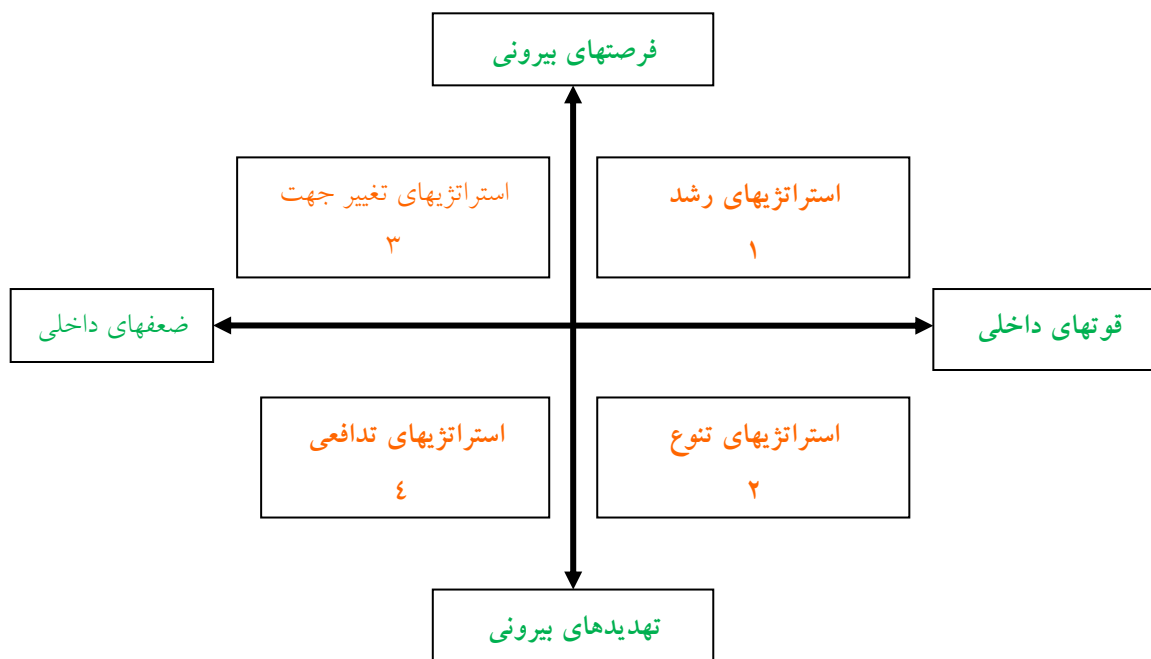 فرصتهای بیرونی
استراتژیهای رشد
۱
استراتژیهای تغییر جهت
۳
قوتهای داخلی
ضعفهای داخلی
استراتژیهای تنوع
۲
استراتژیهای تدافعی
٤
تهدیدهای بیرونی